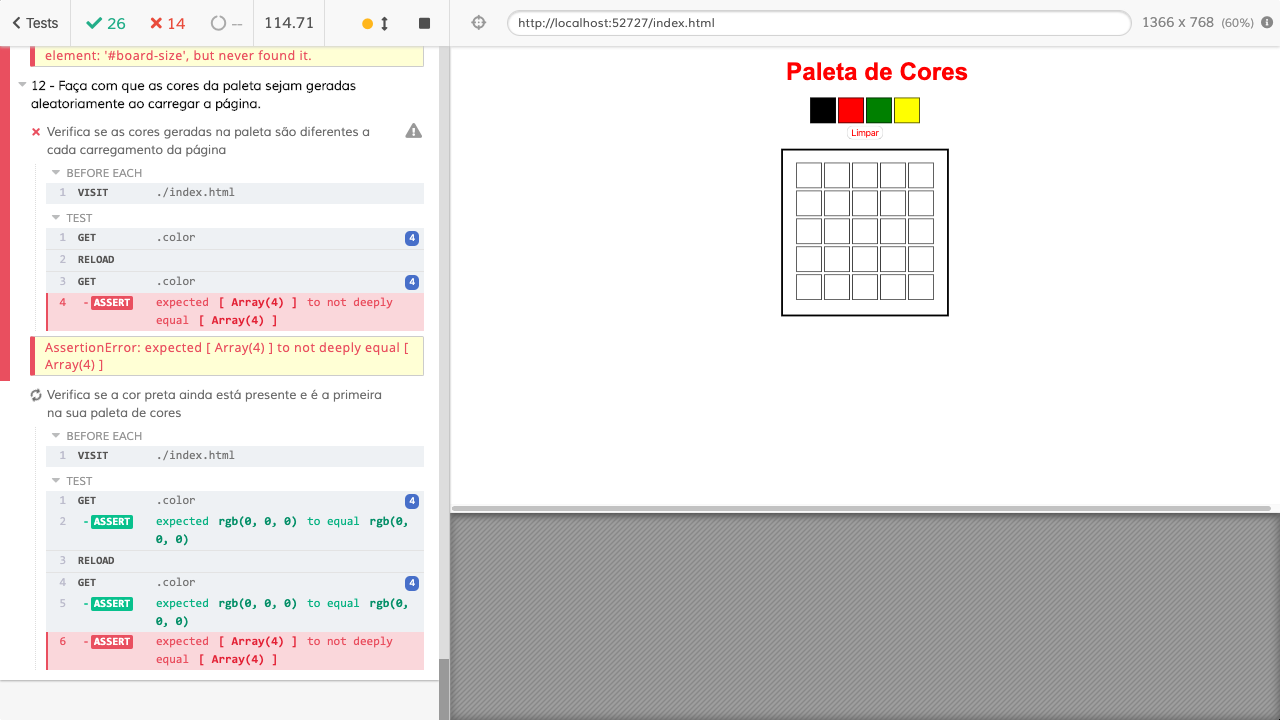 Tests 26 14 -- 114.71 http://localhost:52727/index.html 1366 x 768 (60%)
element: '#board-size', but never found it.
12 - Faça com que as cores da paleta sejam geradas
aleatoriamente ao carregar a página.
Verifica se as cores geradas na paleta são diferentes a
cada carregamento da página
BEFORE EACH
1 VISIT ./index.html
TEST
1 GET .color 4
2 RELOAD
3 GET .color 4
4 -ASSERT expected [ Array(4) ] to not deeply
equal [ Array(4) ]
AssertionError: expected [ Array(4) ] to not deeply equal [
Array(4) ]
Verifica se a cor preta ainda está presente e é a primeira
na sua paleta de cores
BEFORE EACH
1 VISIT ./index.html
TEST
1 GET .color 4
2 -ASSERT expected rgb(0, 0, 0) to equal rgb(0,
0, 0)
3 RELOAD
4 GET .color 4
5 -ASSERT expected rgb(0, 0, 0) to equal rgb(0,
0, 0)
6 -ASSERT expected [ Array(4) ] to not deeply
equal [ Array(4) ]
Paleta de Cores
Limpar